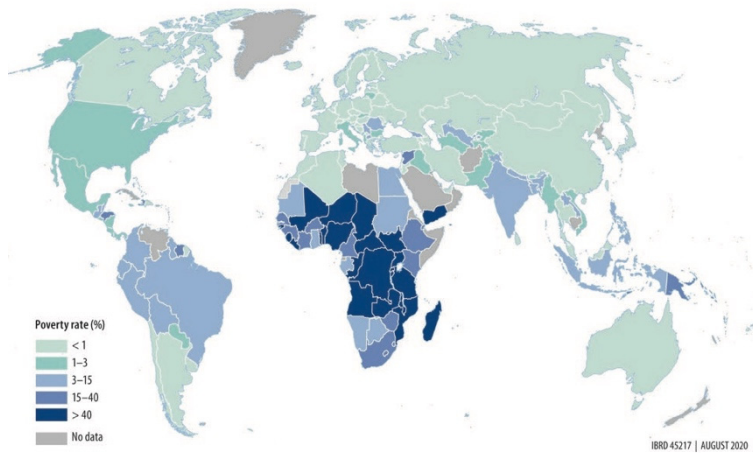 Poverty rate (%)
< 1
1–3
3–15
15–40
> 40
No data
IBRD 45217 | AUGUST 2020